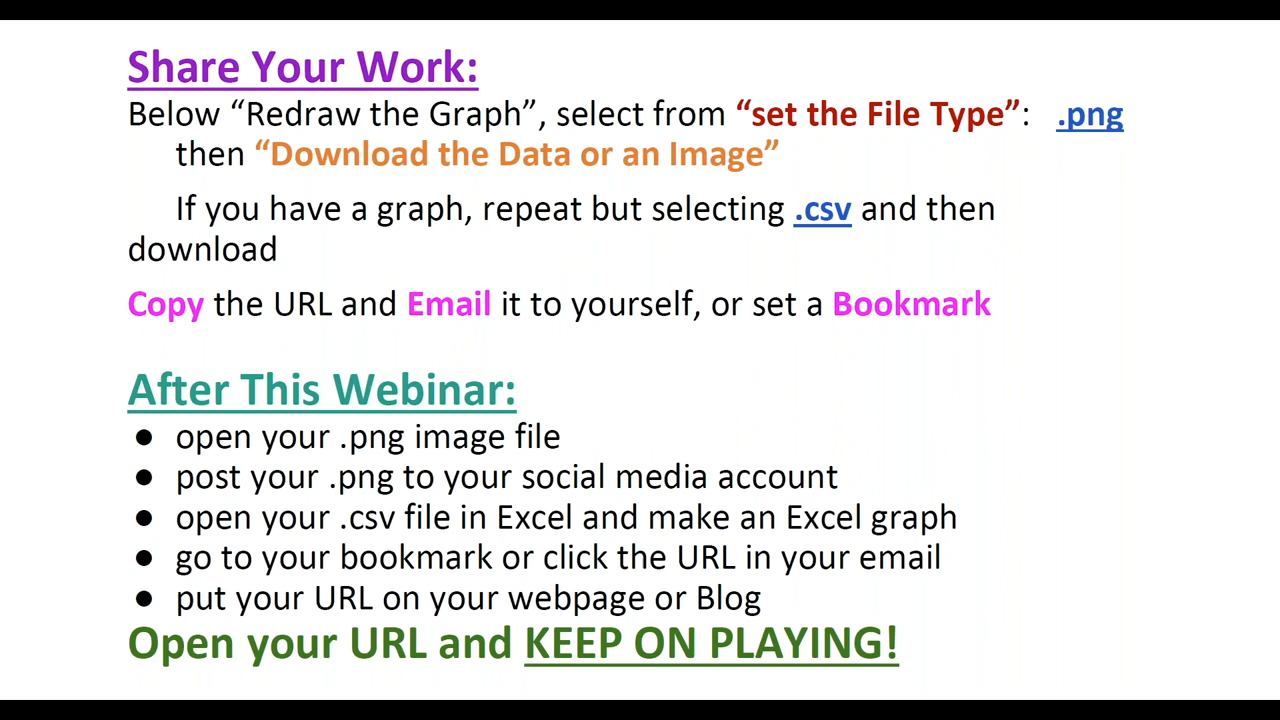 Share Your Work:
Below “Redraw the Graph”, select from “set the File Type”: .png
then “Download the Data or an Image”
If you have a graph, repeat but selecting .csv and then
download
Copy the URL and Email it to yourself, or set a Bookmark
After This Webinar:
● open your .png image file
● post your .png to your social media account
● open your .csv file in Excel and make an Excel graph
● go to your bookmark or click the URL in your email
● put your URL on your webpage or Blog
Open your URL and KEEP ON PLAYING!